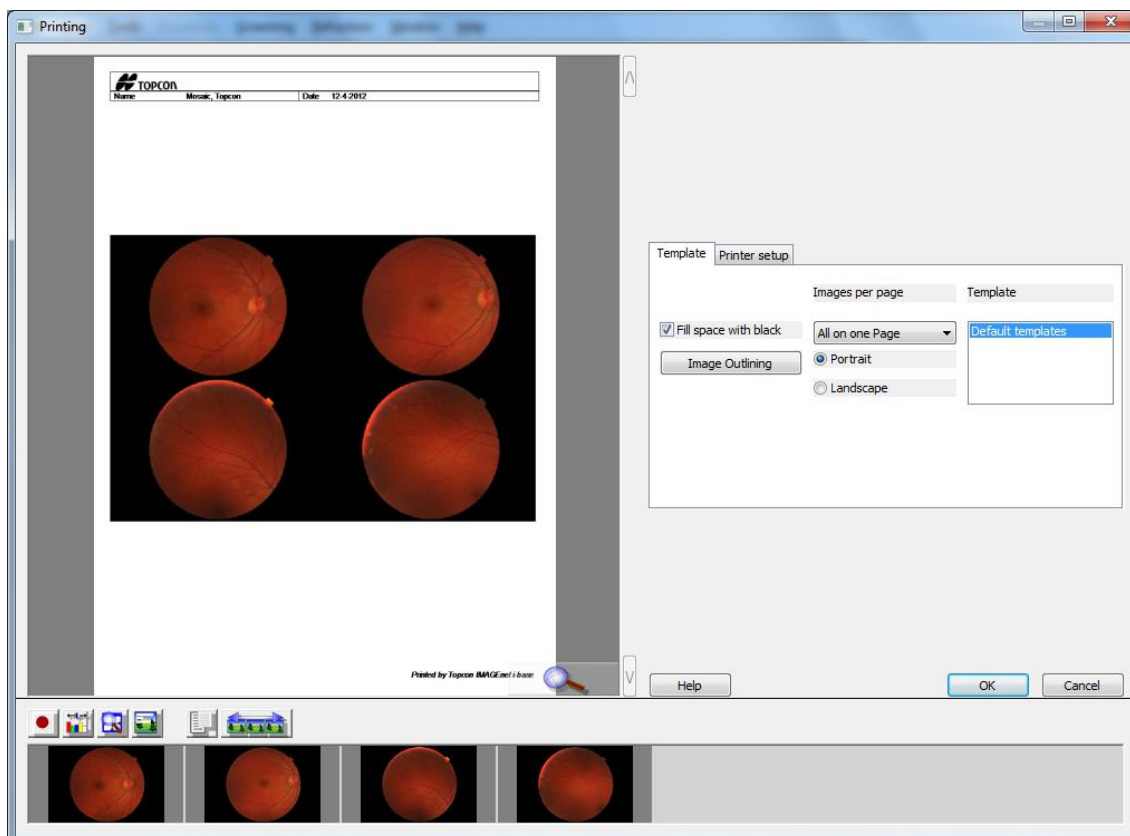 Printing
TOPCON
Name Mosaic, Topcon Date 12-4-2012
Template Printer setup
Images per page Template
Fill space with black All on one Page Default templates
Image Outlining Portrait
Landscape
Printed by Topcon IMAGEnet i-base
Help OK Cancel